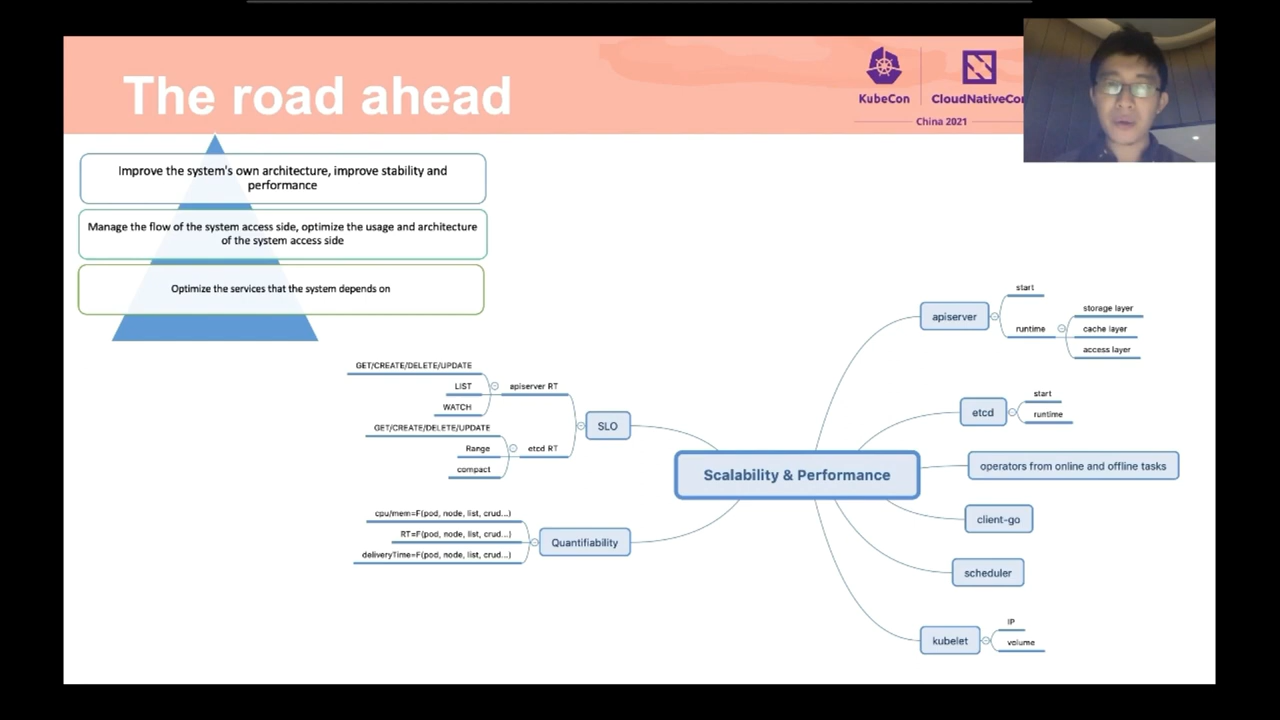 The road ahead
KubeCon
CloudNativeCon
China 2021
Improve the system's own architecture, improve stability and
performance
Manage the flow of the system access side, optimize the usage and architecture
of the system access side
Optimize the services that the system depends on
Scalability & Performance
SLO
apiserver RT
GET/CREATE/DELETE/UPDATE
LIST
WATCH
etcd RT
GET/CREATE/DELETE/UPDATE
Range
compact
Quantifiability
cpu/mem=F(pod, node, list, crud...)
RT=F(pod, node, list, crud...)
deliveryTime=F(pod, node, list, crud...)
apiserver
start
runtime
storage layer
cache layer
access layer
etcd
start
runtime
operators from online and offline tasks
client-go
scheduler
kubelet
IP
volume